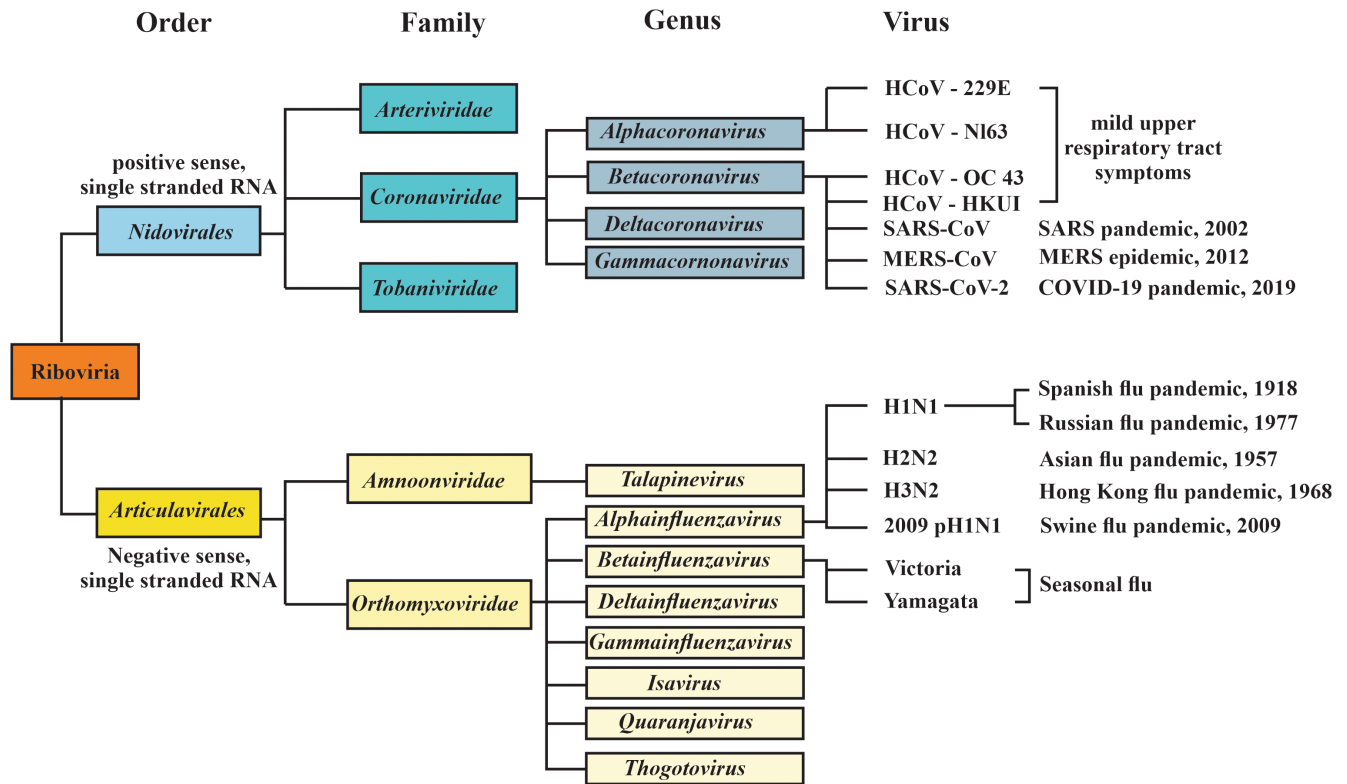 Order
Family
Genus
Virus
positive sense,
single stranded RNA
Nidovirales
Arteriviridae
Coronaviridae
Tobaniviridae
Alphacoronavirus
Betacoronavirus
Deltacoronavirus
Gammacornonavirus
HCoV - 229E
HCoV - Nl63
HCoV - OC 43
HCoV - HKUI
mild upper
respiratory tract
symptoms
SARS-CoV SARS pandemic, 2002
MERS-CoV MERS epidemic, 2012
SARS-CoV-2 COVID-19 pandemic, 2019
Riboviria
Articulavirales
Negative sense,
single stranded RNA
Amnoonviridae
Orthomyxoviridae
Talapinevirus
Alphainfluenzavirus
Betainfluenzavirus
Deltainfluenzavirus
Gammainfluenzavirus
Isavirus
Quaranjavirus
Thogotovirus
H1N1
Spanish flu pandemic, 1918
Russian flu pandemic, 1977
H2N2 Asian flu pandemic, 1957
H3N2 Hong Kong flu pandemic, 1968
2009 pH1N1 Swine flu pandemic, 2009
Victoria
Yamagata
Seasonal flu